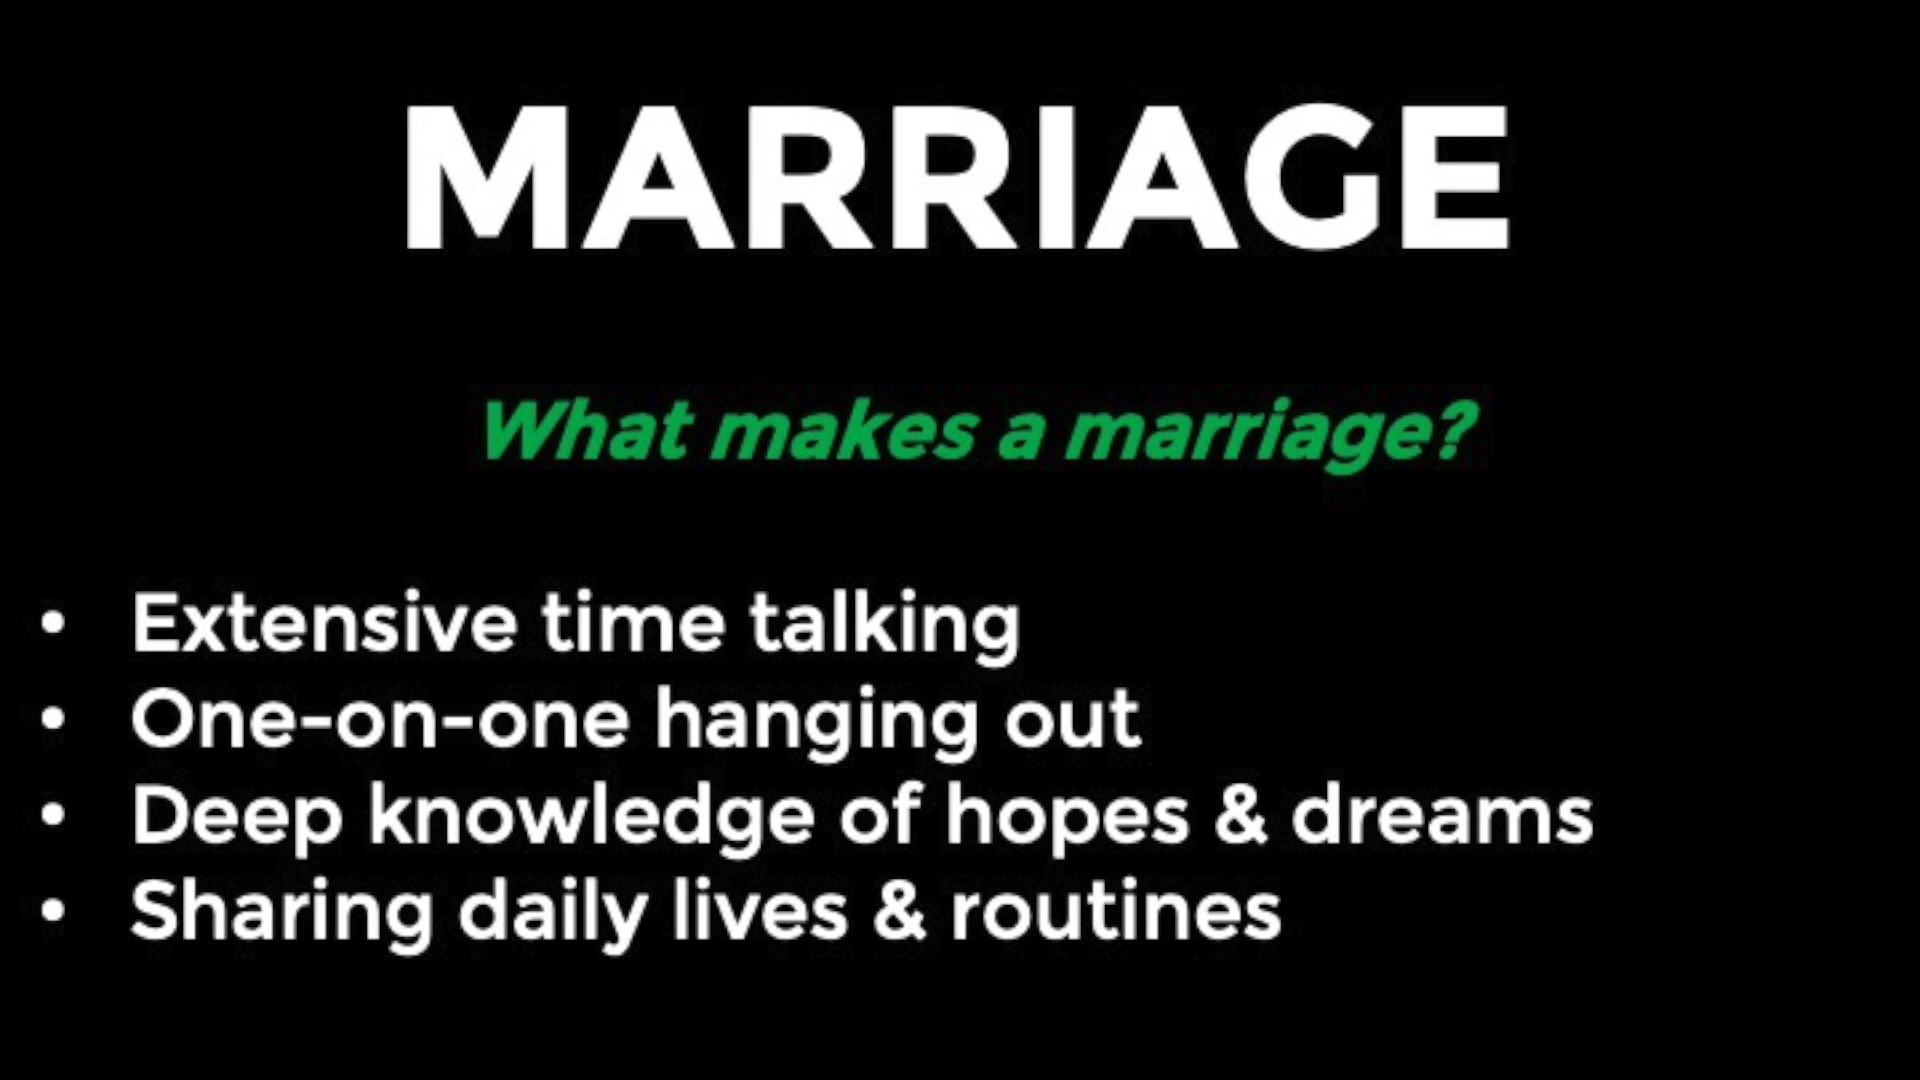 MARRIAGE
What makes a marriage?
• Extensive time talking
• One-on-one hanging out
• Deep knowledge of hopes & dreams
• Sharing daily lives & routines